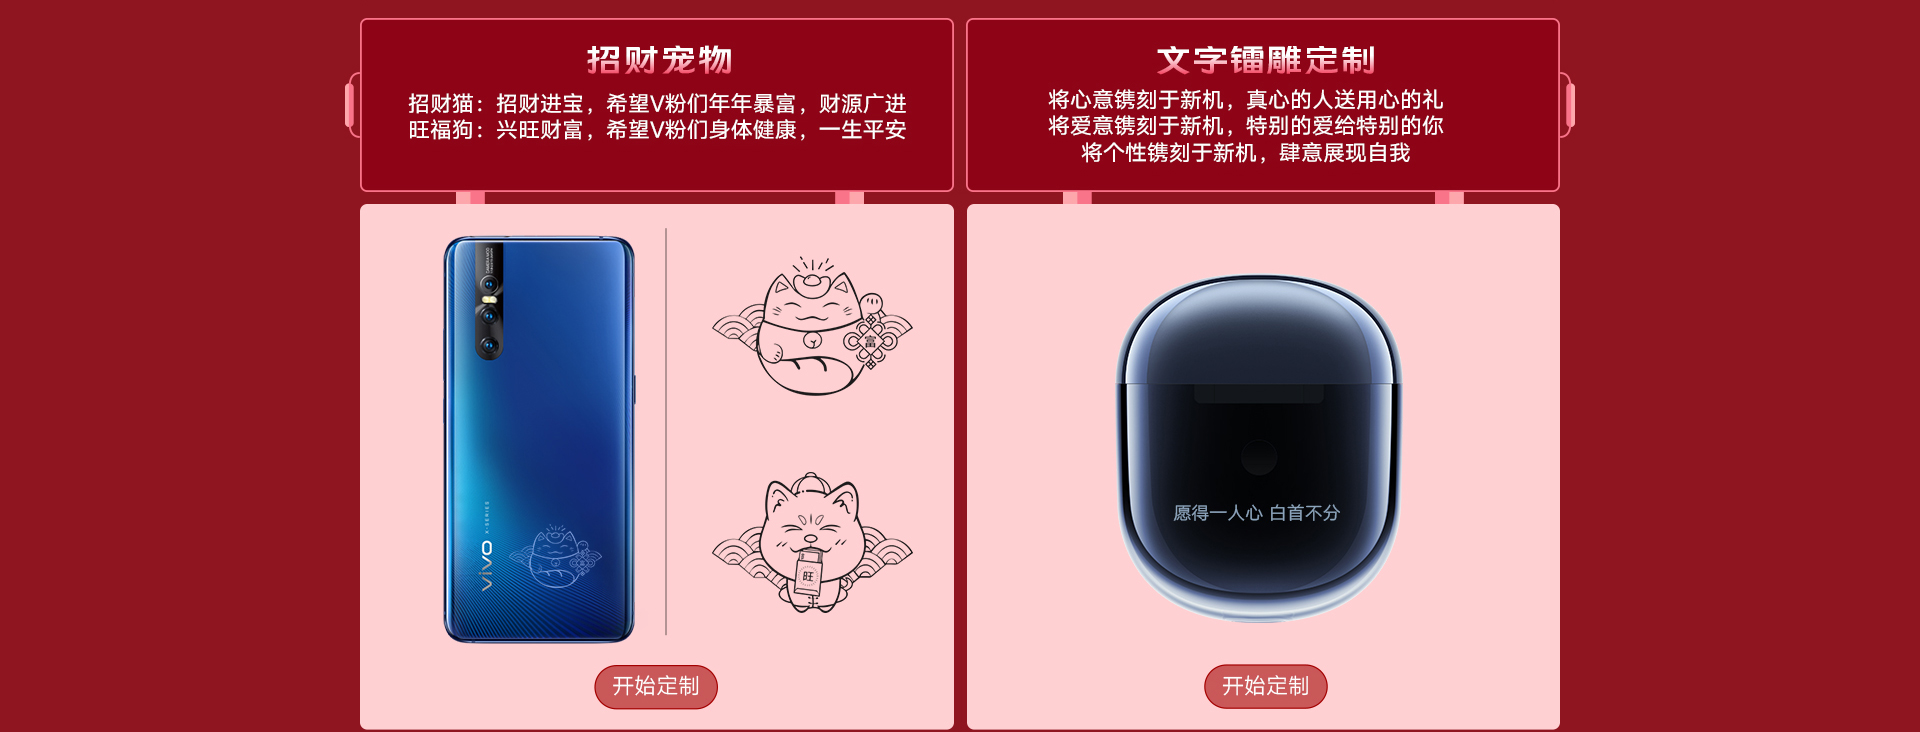 招财宠物
招财猫：招财进宝，希望V粉们年年暴富，财源广进
旺福狗：兴旺财富，希望V粉们身体健康，一生平安
文字镭雕定制
将心意镌刻于新机，真心的人送用心的礼
将爱意镌刻于新机，特别的爱给特别的你
将个性镌刻于新机，肆意展现自我
vivo X-SERIES
富
旺
开始定制
愿得一人心 白首不分
开始定制